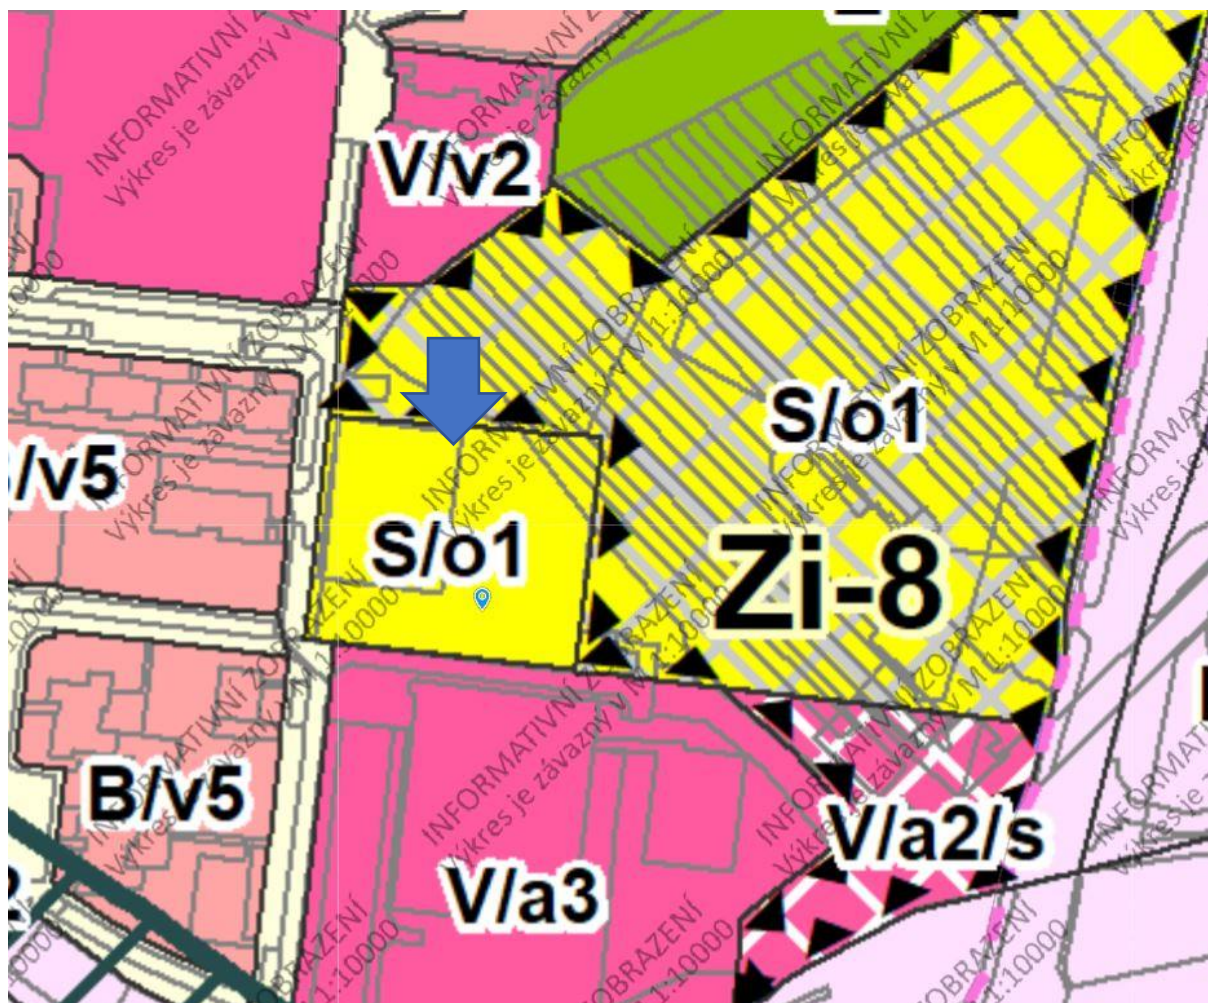 V/v2
S/o1
/v5
S/o1
Zi-8
B/v5
V/a2/s
V/a3
INFORMATIVNÍ ZOBRAZENÍ
Výkres je závazný v M 1:10000